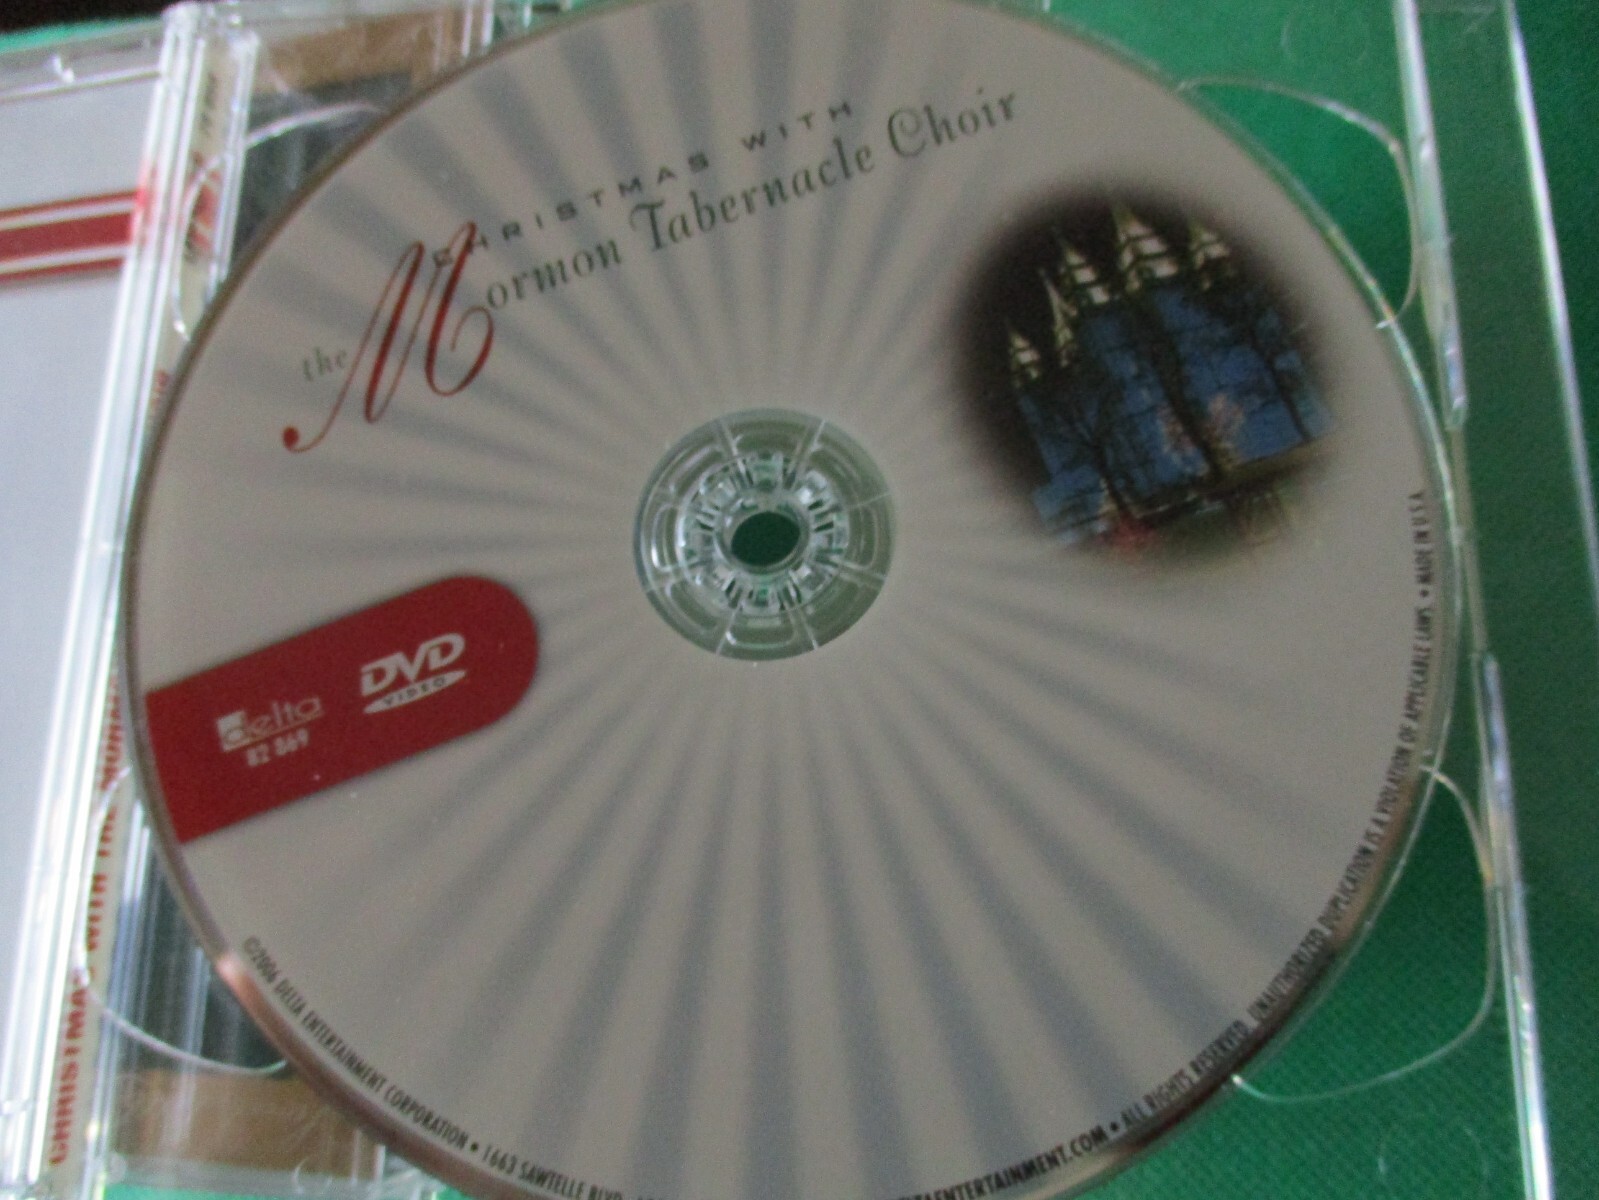 CHRISTMAS WITH
the Mormon Tabernacle Choir
DVD
VIDEO
delta
82 869
©2006 DELTA ENTERTAINMENT CORPORATION • 1663 SAWTELLE BLVD
ENTERTAINMENT.COM • ALL RIGHTS RESERVED. UNAUTHORIZED DUPLICATION IS A VIOLATION OF APPLICABLE LAWS • MADE IN U.S.A.
CHRISTMAS WITH THE